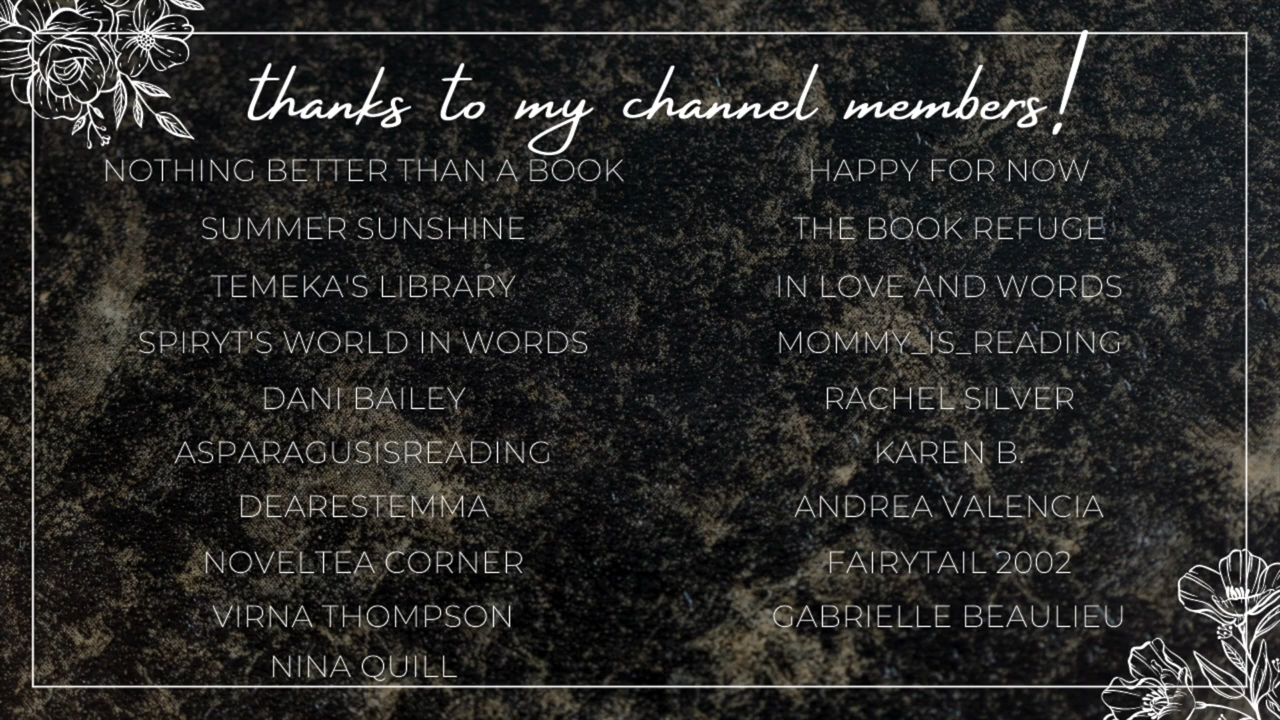 thanks to my channel members!
NOTHING BETTER THAN A BOOK
SUMMER SUNSHINE
TEMEKA'S LIBRARY
SPIRYT'S WORLD IN WORDS
DANI BAILEY
ASPARAGUSISREADING
DEARESTEMMA
NOVELTEA CORNER
VIRNA THOMPSON
NINA QUILL
HAPPY FOR NOW
THE BOOK REFUGE
IN LOVE AND WORDS
MOMMY_IS_READING
RACHEL SILVER
KAREN B.
ANDREA VALENCIA
FAIRYTAIL 2002
GABRIELLE BEAULIEU